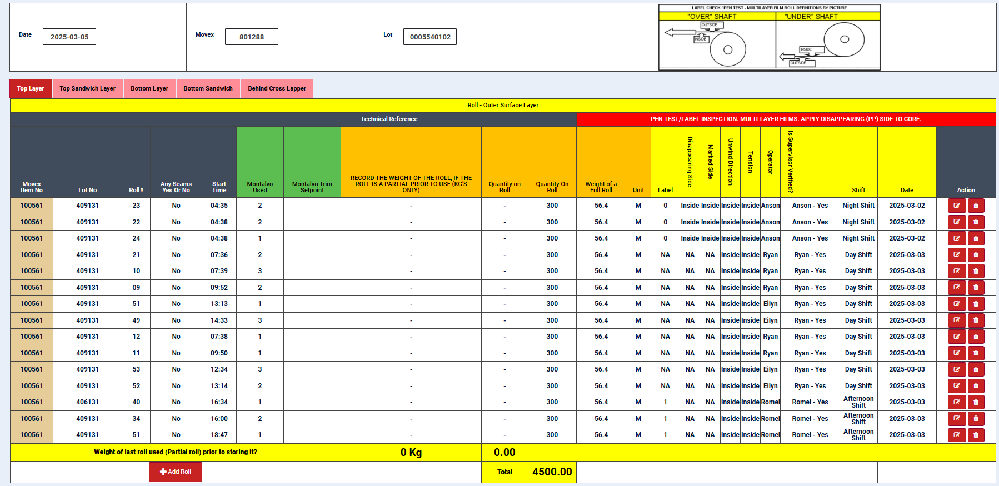 Date 2025-03-05 Movex 801288 Lot 0005540102
LABEL CHECK / PEN TEST - MULTILAYER FILM ROLL DEFINITIONS BY PICTURE
"OVER" SHAFT "UNDER" SHAFT
OUTSIDE
INSIDE
INSIDE
OUTSIDE
Top Layer Top Sandwich Layer Bottom Layer Bottom Sandwich Behind Cross Lapper
Roll - Outer Surface Layer
Technical Reference PEN TEST/LABEL INSPECTION. MULTI-LAYER FILMS. APPLY DISAPPEARING (PP) SIDE TO CORE.
Movex Item No Lot No Roll# Any Seams Yes Or No Start Time Montalvo Used Montalvo Trim Setpoint RECORD THE WEIGHT OF THE ROLL, IF THE ROLL IS A PARTIAL PRIOR TO USE (KG'S ONLY) Quantity on Roll Quantity On Roll Weight of a Full Roll Unit Label Disappearing Side Marked Side Unwind Direction Tension Operator Is Supervisor Verified? Shift Date Action
100561 409131 23 No 04:35 2 - - 300 56.4 M 0 Inside Inside Inside Inside Anson Anson - Yes Night Shift 2025-03-02
100561 409131 22 No 04:38 2 - - 300 56.4 M 0 Inside Inside Inside Inside Anson Anson - Yes Night Shift 2025-03-02
100561 409131 24 No 04:38 1 - - 300 56.4 M 0 Inside Inside Inside Inside Anson Anson - Yes Night Shift 2025-03-02
100561 409131 21 No 07:36 2 - - 300 56.4 M NA NA NA Inside Inside Ryan Ryan - Yes Day Shift 2025-03-03
100561 409131 10 No 07:39 3 - - 300 56.4 M NA NA NA Inside Inside Ryan Ryan - Yes Day Shift 2025-03-03
100561 409131 09 No 09:52 2 - - 300 56.4 M NA NA NA Inside Inside Ryan Ryan - Yes Day Shift 2025-03-03
100561 409131 51 No 13:13 1 - - 300 56.4 M NA NA NA Inside Inside Eilyn Ryan - Yes Day Shift 2025-03-03
100561 409131 49 No 14:33 3 - - 300 56.4 M NA NA NA Inside Inside Eilyn Ryan - Yes Day Shift 2025-03-03
100561 409131 12 No 07:38 1 - - 300 56.4 M NA NA NA Inside Inside Ryan Ryan - Yes Day Shift 2025-03-03
100561 409131 11 No 09:50 1 - - 300 56.4 M NA NA NA Inside Inside Ryan Ryan - Yes Day Shift 2025-03-03
100561 409131 53 No 12:34 3 - - 300 56.4 M NA NA NA Inside Inside Eilyn Ryan - Yes Day Shift 2025-03-03
100561 409131 52 No 13:14 2 - - 300 56.4 M NA NA NA Inside Inside Eilyn Ryan - Yes Day Shift 2025-03-03
100561 406131 40 No 16:34 1 - - 300 56.4 M 1 NA NA Inside Inside Romel Romel - Yes Afternoon Shift 2025-03-03
100561 409131 34 No 16:00 2 - - 300 56.4 M 1 NA NA Inside Inside Romel Romel - Yes Afternoon Shift 2025-03-03
100561 409131 51 No 18:47 1 - - 300 56.4 M 1 NA NA Inside Inside Romel Romel - Yes Afternoon Shift 2025-03-03
Weight of last roll used (Partial roll) prior to storing it? 0 Kg 0.00
Add Roll Total 4500.00